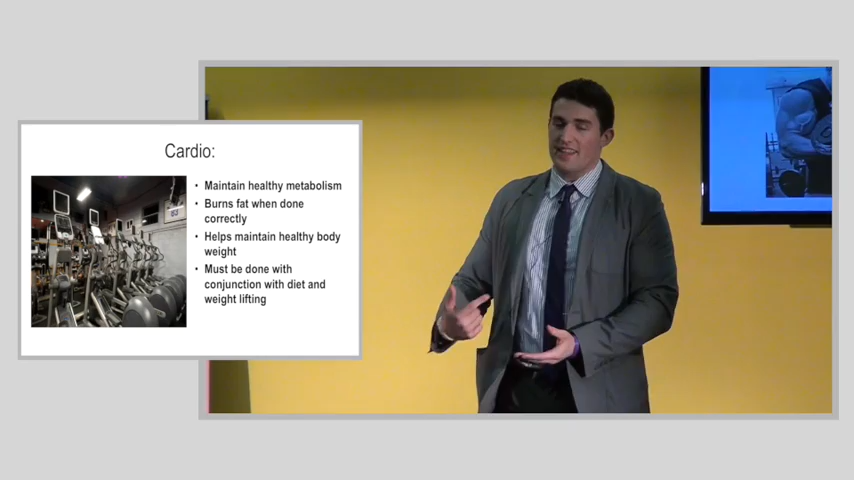 Cardio:
• Maintain healthy metabolism
• Burns fat when done
correctly
• Helps maintain healthy body
weight
• Must be done with
conjunction with diet and
weight lifting